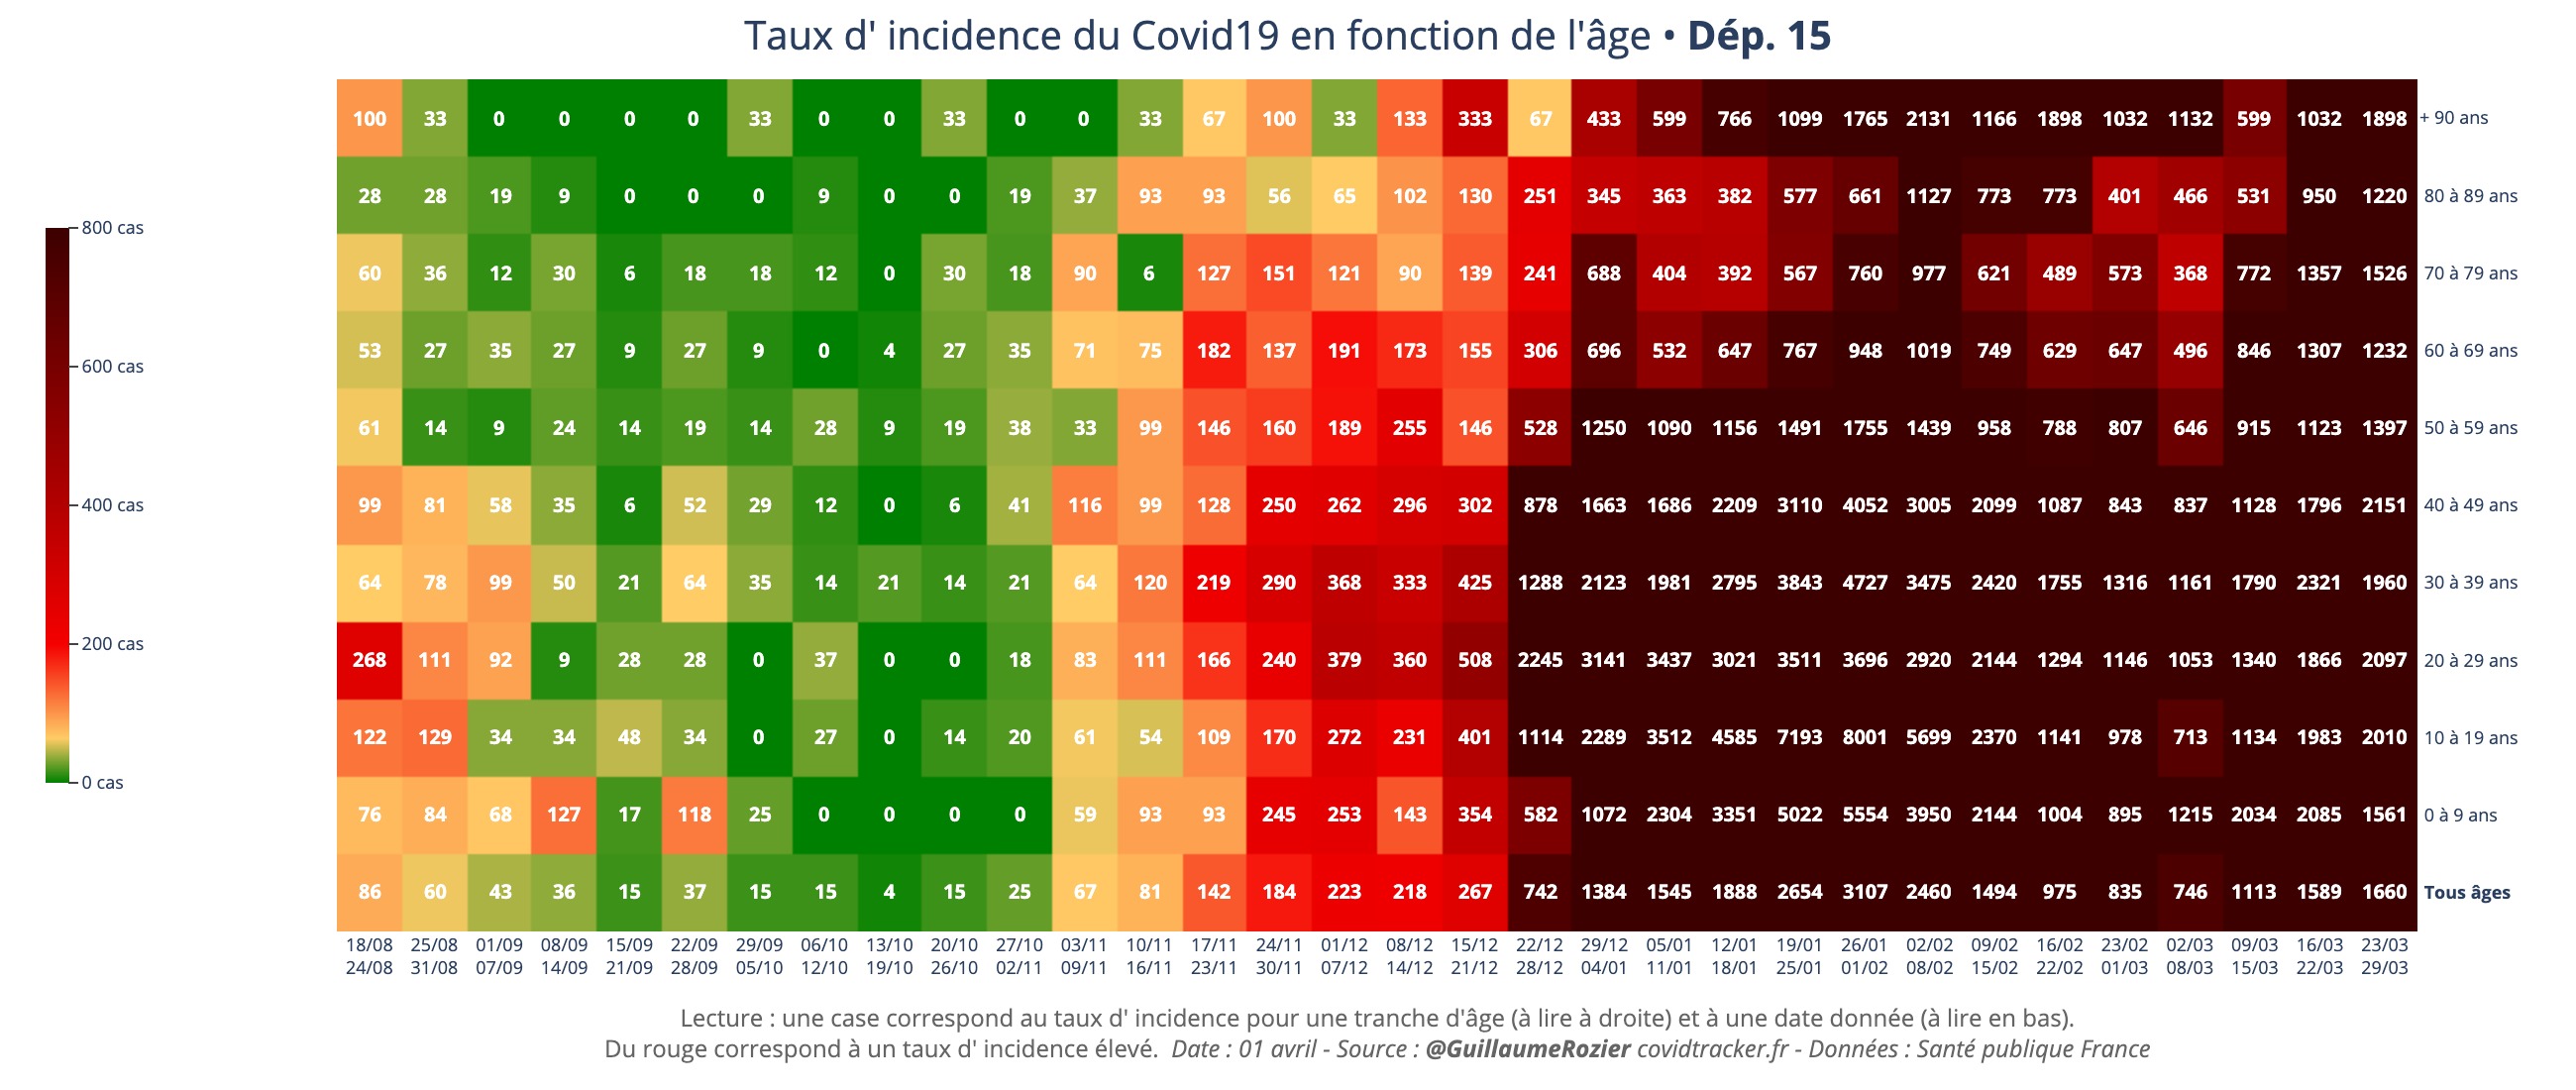 Taux d' incidence du Covid19 en fonction de l'âge • Dép. 15
800 cas
600 cas
400 cas
200 cas
0 cas
100 33 0 0 0 0 33 0 0 33 0 0 33 67 100 33 133 333 67 433 599 766 1099 1765 2131 1166 1898 1032 1132 599 1032 1898 + 90 ans
28 28 19 9 0 0 0 9 0 0 19 37 93 93 56 65 102 130 251 345 363 382 577 661 1127 773 773 401 466 531 950 1220 80 à 89 ans
60 36 12 30 6 18 18 12 0 30 18 90 6 127 151 121 90 139 241 688 404 392 567 760 977 621 489 573 368 772 1357 1526 70 à 79 ans
53 27 35 27 9 27 9 0 4 27 35 71 75 182 137 191 173 155 306 696 532 647 767 948 1019 749 629 647 496 846 1307 1232 60 à 69 ans
61 14 9 24 14 19 14 28 9 19 38 33 99 146 160 189 255 146 528 1250 1090 1156 1491 1755 1439 958 788 807 646 915 1123 1397 50 à 59 ans
99 81 58 35 6 52 29 12 0 6 41 116 99 128 250 262 296 302 878 1663 1686 2209 3110 4052 3005 2099 1087 843 837 1128 1796 2151 40 à 49 ans
64 78 99 50 21 64 35 14 21 14 21 64 120 219 290 368 333 425 1288 2123 1981 2795 3843 4727 3475 2420 1755 1316 1161 1790 2321 1960 30 à 39 ans
268 111 92 9 28 28 0 37 0 0 18 83 111 166 240 379 360 508 2245 3141 3437 3021 3511 3696 2920 2144 1294 1146 1053 1340 1866 2097 20 à 29 ans
122 129 34 34 48 34 0 27 0 14 20 61 54 109 170 272 231 401 1114 2289 3512 4585 7193 8001 5699 2370 1141 978 713 1134 1983 2010 10 à 19 ans
76 84 68 127 17 118 25 0 0 0 0 59 93 93 245 253 143 354 582 1072 2304 3351 5022 5554 3950 2144 1004 895 1215 2034 2085 1561 0 à 9 ans
86 60 43 36 15 37 15 15 4 15 25 67 81 142 184 223 218 267 742 1384 1545 1888 2654 3107 2460 1494 975 835 746 1113 1589 1660 Tous âges
18/08 25/08 01/09 08/09 15/09 22/09 29/09 06/10 13/10 20/10 27/10 03/11 10/11 17/11 24/11 01/12 08/12 15/12 22/12 29/12 05/01 12/01 19/01 26/01 02/02 09/02 16/02 23/02 02/03 09/03 16/03 23/03
24/08 31/08 07/09 14/09 21/09 28/09 05/10 12/10 19/10 26/10 02/11 09/11 16/11 23/11 30/11 07/12 14/12 21/12 28/12 04/01 11/01 18/01 25/01 01/02 08/02 15/02 22/02 01/03 08/03 15/03 22/03 29/03
Lecture : une case correspond au taux d' incidence pour une tranche d'âge (à lire à droite) et à une date donnée (à lire en bas).
Du rouge correspond à un taux d' incidence élevé. Date : 01 avril - Source : @GuillaumeRozier covidtracker.fr - Données : Santé publique France